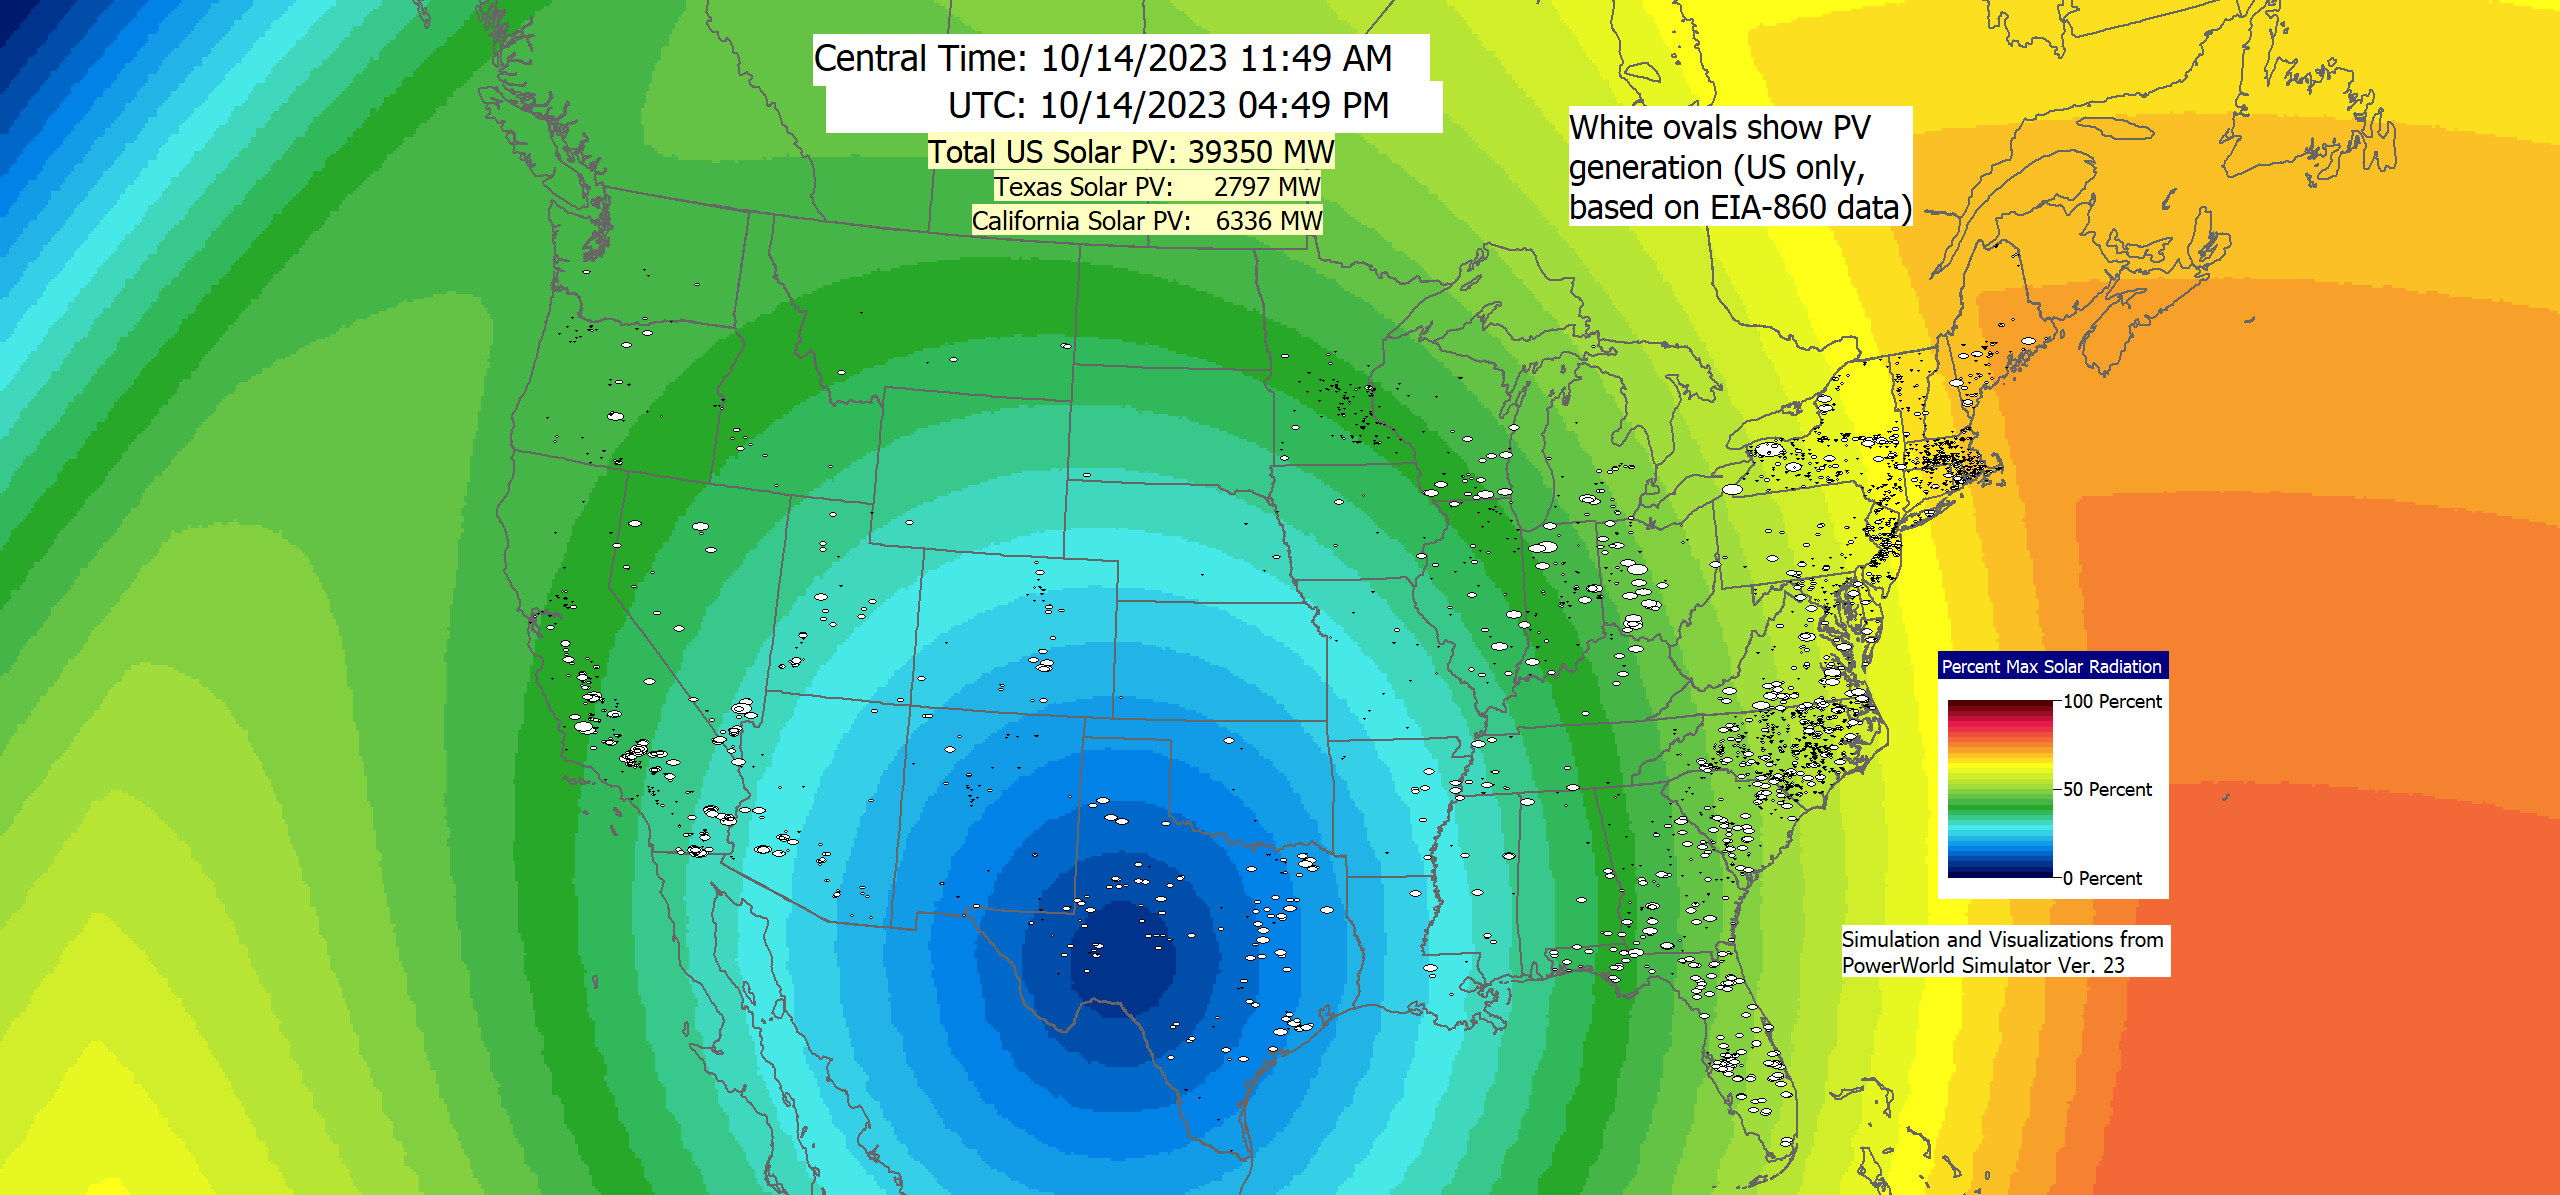 Central Time: 10/14/2023 11:49 AM
UTC: 10/14/2023 04:49 PM
Total US Solar PV: 39350 MW
Texas Solar PV: 2797 MW
California Solar PV: 6336 MW
White ovals show PV
generation (US only,
based on EIA-860 data)
Percent Max Solar Radiation
100 Percent
50 Percent
0 Percent
Simulation and Visualizations from
PowerWorld Simulator Ver. 23